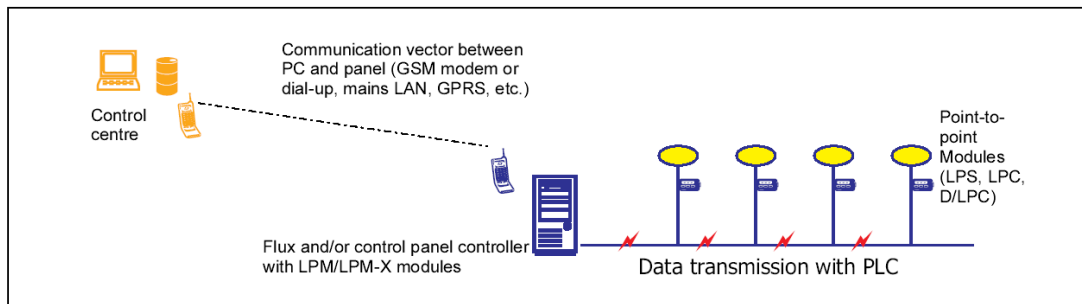 Communication vector between
PC and panel (GSM modem or
dial-up, mains LAN, GPRS, etc.)
Control
centre
Point-to-
point
Modules
(LPS, LPC,
D/LPC)
Flux and/or control panel controller
with LPM/LPM-X modules
Data transmission with PLC